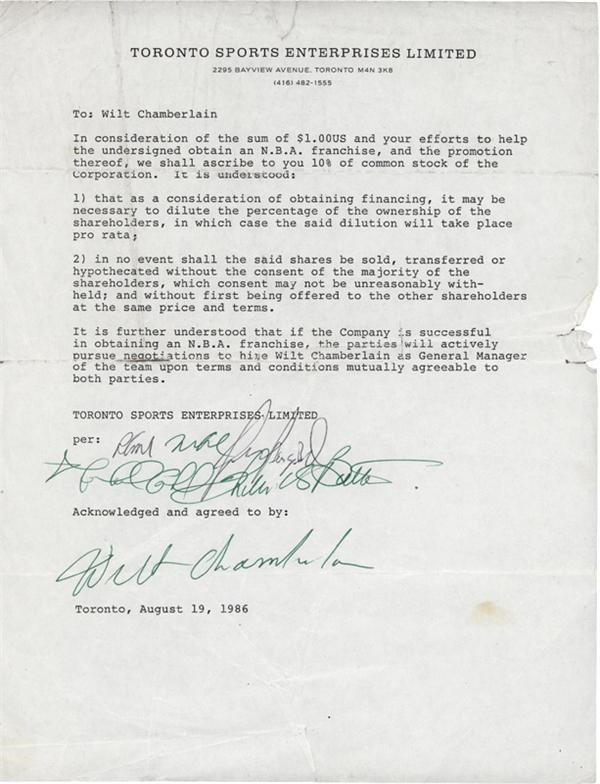 TORONTO SPORTS ENTERPRISES LIMITED
2295 BAYVIEW AVENUE, TORONTO M4N 3K8
(416) 482-1555
To: Wilt Chamberlain
In consideration of the sum of $1.00US and your efforts to help
the undersigned obtain an N.B.A. franchise, and the promotion
thereof, we shall ascribe to you 10% of common stock of the
Corporation. It is understood:
1) that as a consideration of obtaining financing, it may be
necessary to dilute the percentage of the ownership of the
shareholders, in which case the said dilution will take place
pro rata;
2) in no event shall the said shares be sold, transferred or
hypothecated without the consent of the majority of the
shareholders, which consent may not be unreasonably with-
held; and without first being offered to the other shareholders
at the same price and terms.
It is further understood that if the Company is successful
in obtaining an N.B.A. franchise, the parties will actively
pursue negotiations to hire Wilt Chamberlain as General Manager
of the team upon terms and conditions mutually agreeable to
both parties.
TORONTO SPORTS ENTERPRISES LIMITED
per:
Acknowledged and agreed to by:
Wilt Chamberlain
Toronto, August 19, 1986